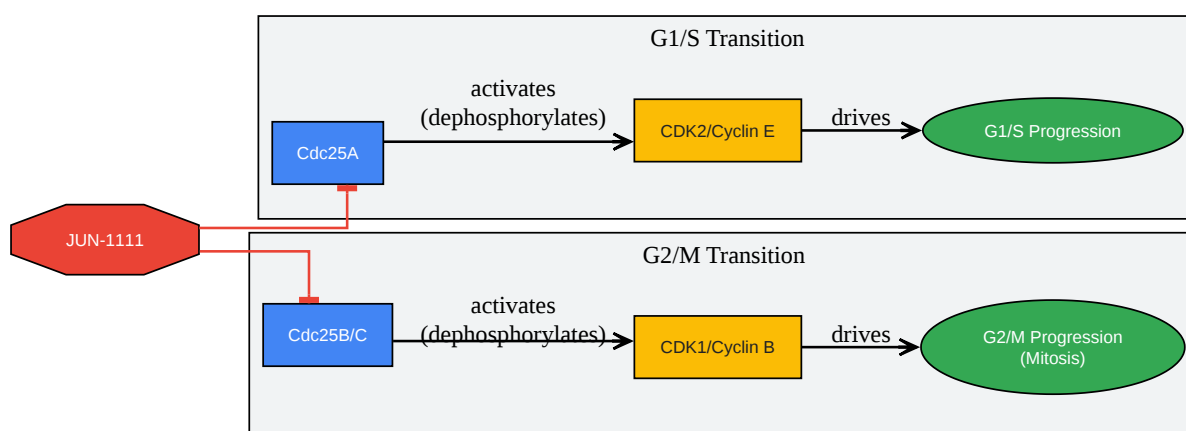 G1/S Transition
activates
(dephosphorylates)
Cdc25A
CDK2/Cyclin E
drives
G1/S Progression
JUN-1111
G2/M Transition
activates
(dephosphorylates)
Cdc25B/C
CDK1/Cyclin B
drives
G2/M Progression
(Mitosis)